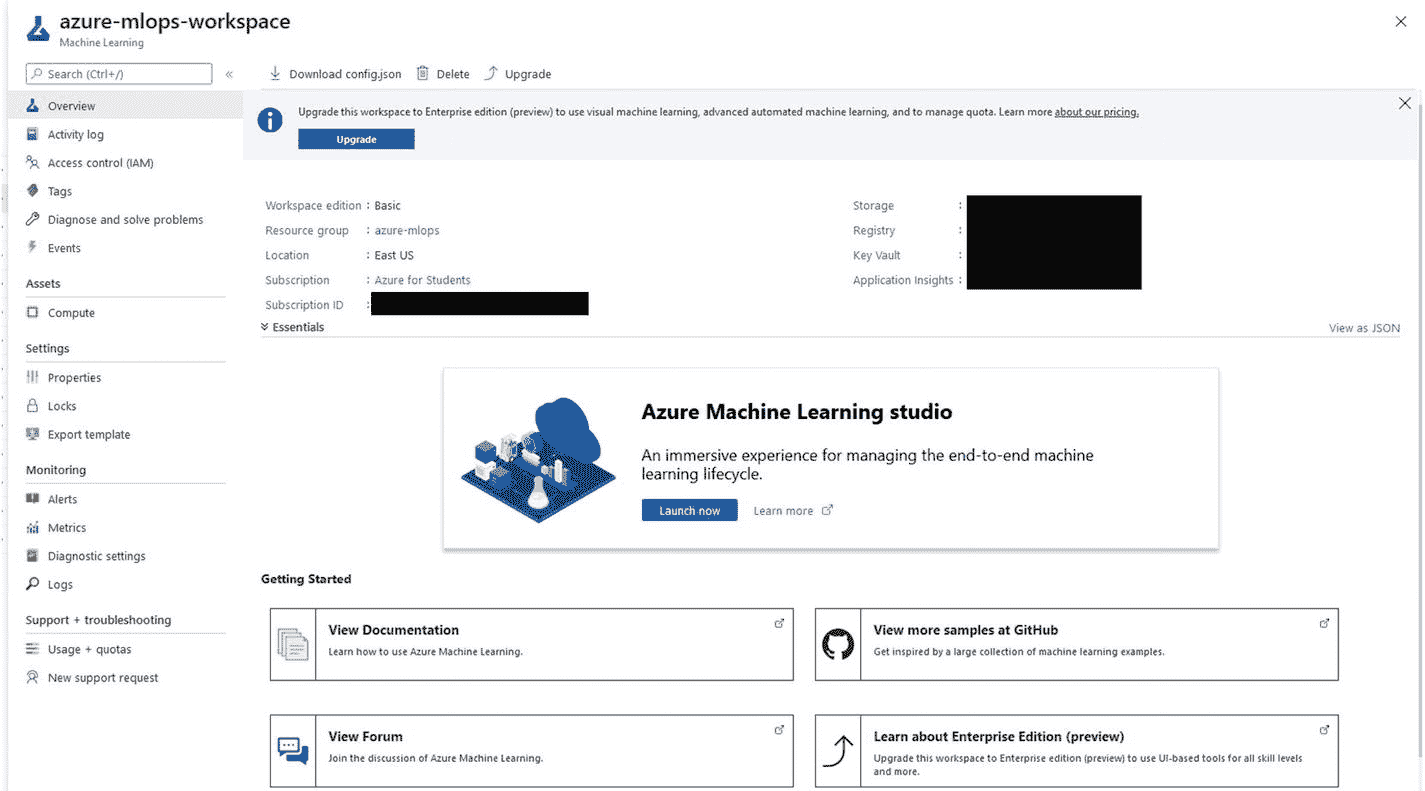 azure-mlops-workspace
Machine Learning
Search (Ctrl+/)
«
Download config.json
Delete
Upgrade
Overview
Activity log
Access control (IAM)
Tags
Diagnose and solve problems
Events
Assets
Compute
Settings
Properties
Locks
Export template
Monitoring
Alerts
Metrics
Diagnostic settings
Logs
Support + troubleshooting
Usage + quotas
New support request
Upgrade this workspace to Enterprise edition (preview) to use visual machine learning, advanced automated machine learning, and to manage quota. Learn more about our pricing.
Upgrade
Workspace edition : Basic
Resource group : azure-mlops
Location : East US
Subscription : Azure for Students
Subscription ID :
Storage :
Registry :
Key Vault :
Application Insights :
Essentials
View as JSON
Azure Machine Learning studio
An immersive experience for managing the end-to-end machine
learning lifecycle.
Launch now
Learn more
Getting Started
View Documentation
Learn how to use Azure Machine Learning.
View more samples at GitHub
Get inspired by a large collection of machine learning examples.
View Forum
Join the discussion of Azure Machine Learning.
Learn about Enterprise Edition (preview)
Upgrade this workspace to Enterprise edition (preview) to use UI-based tools for all skill levels
and more.